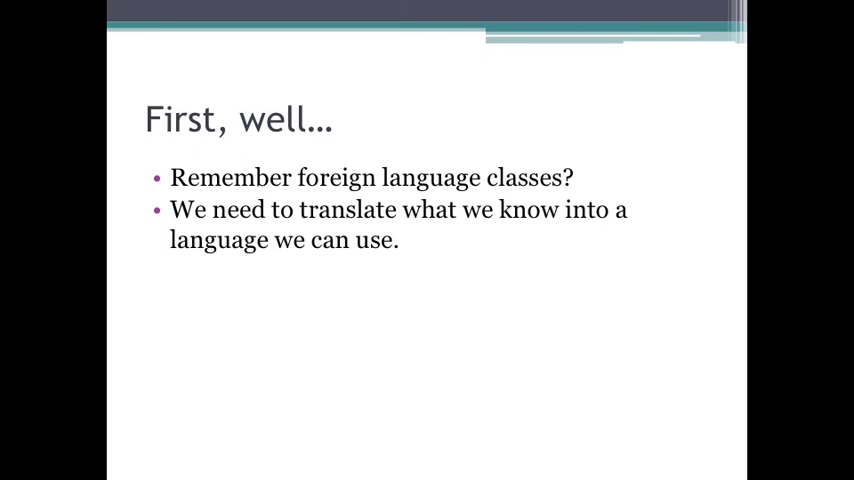 First, well…
• Remember foreign language classes?
• We need to translate what we know into a
language we can use.